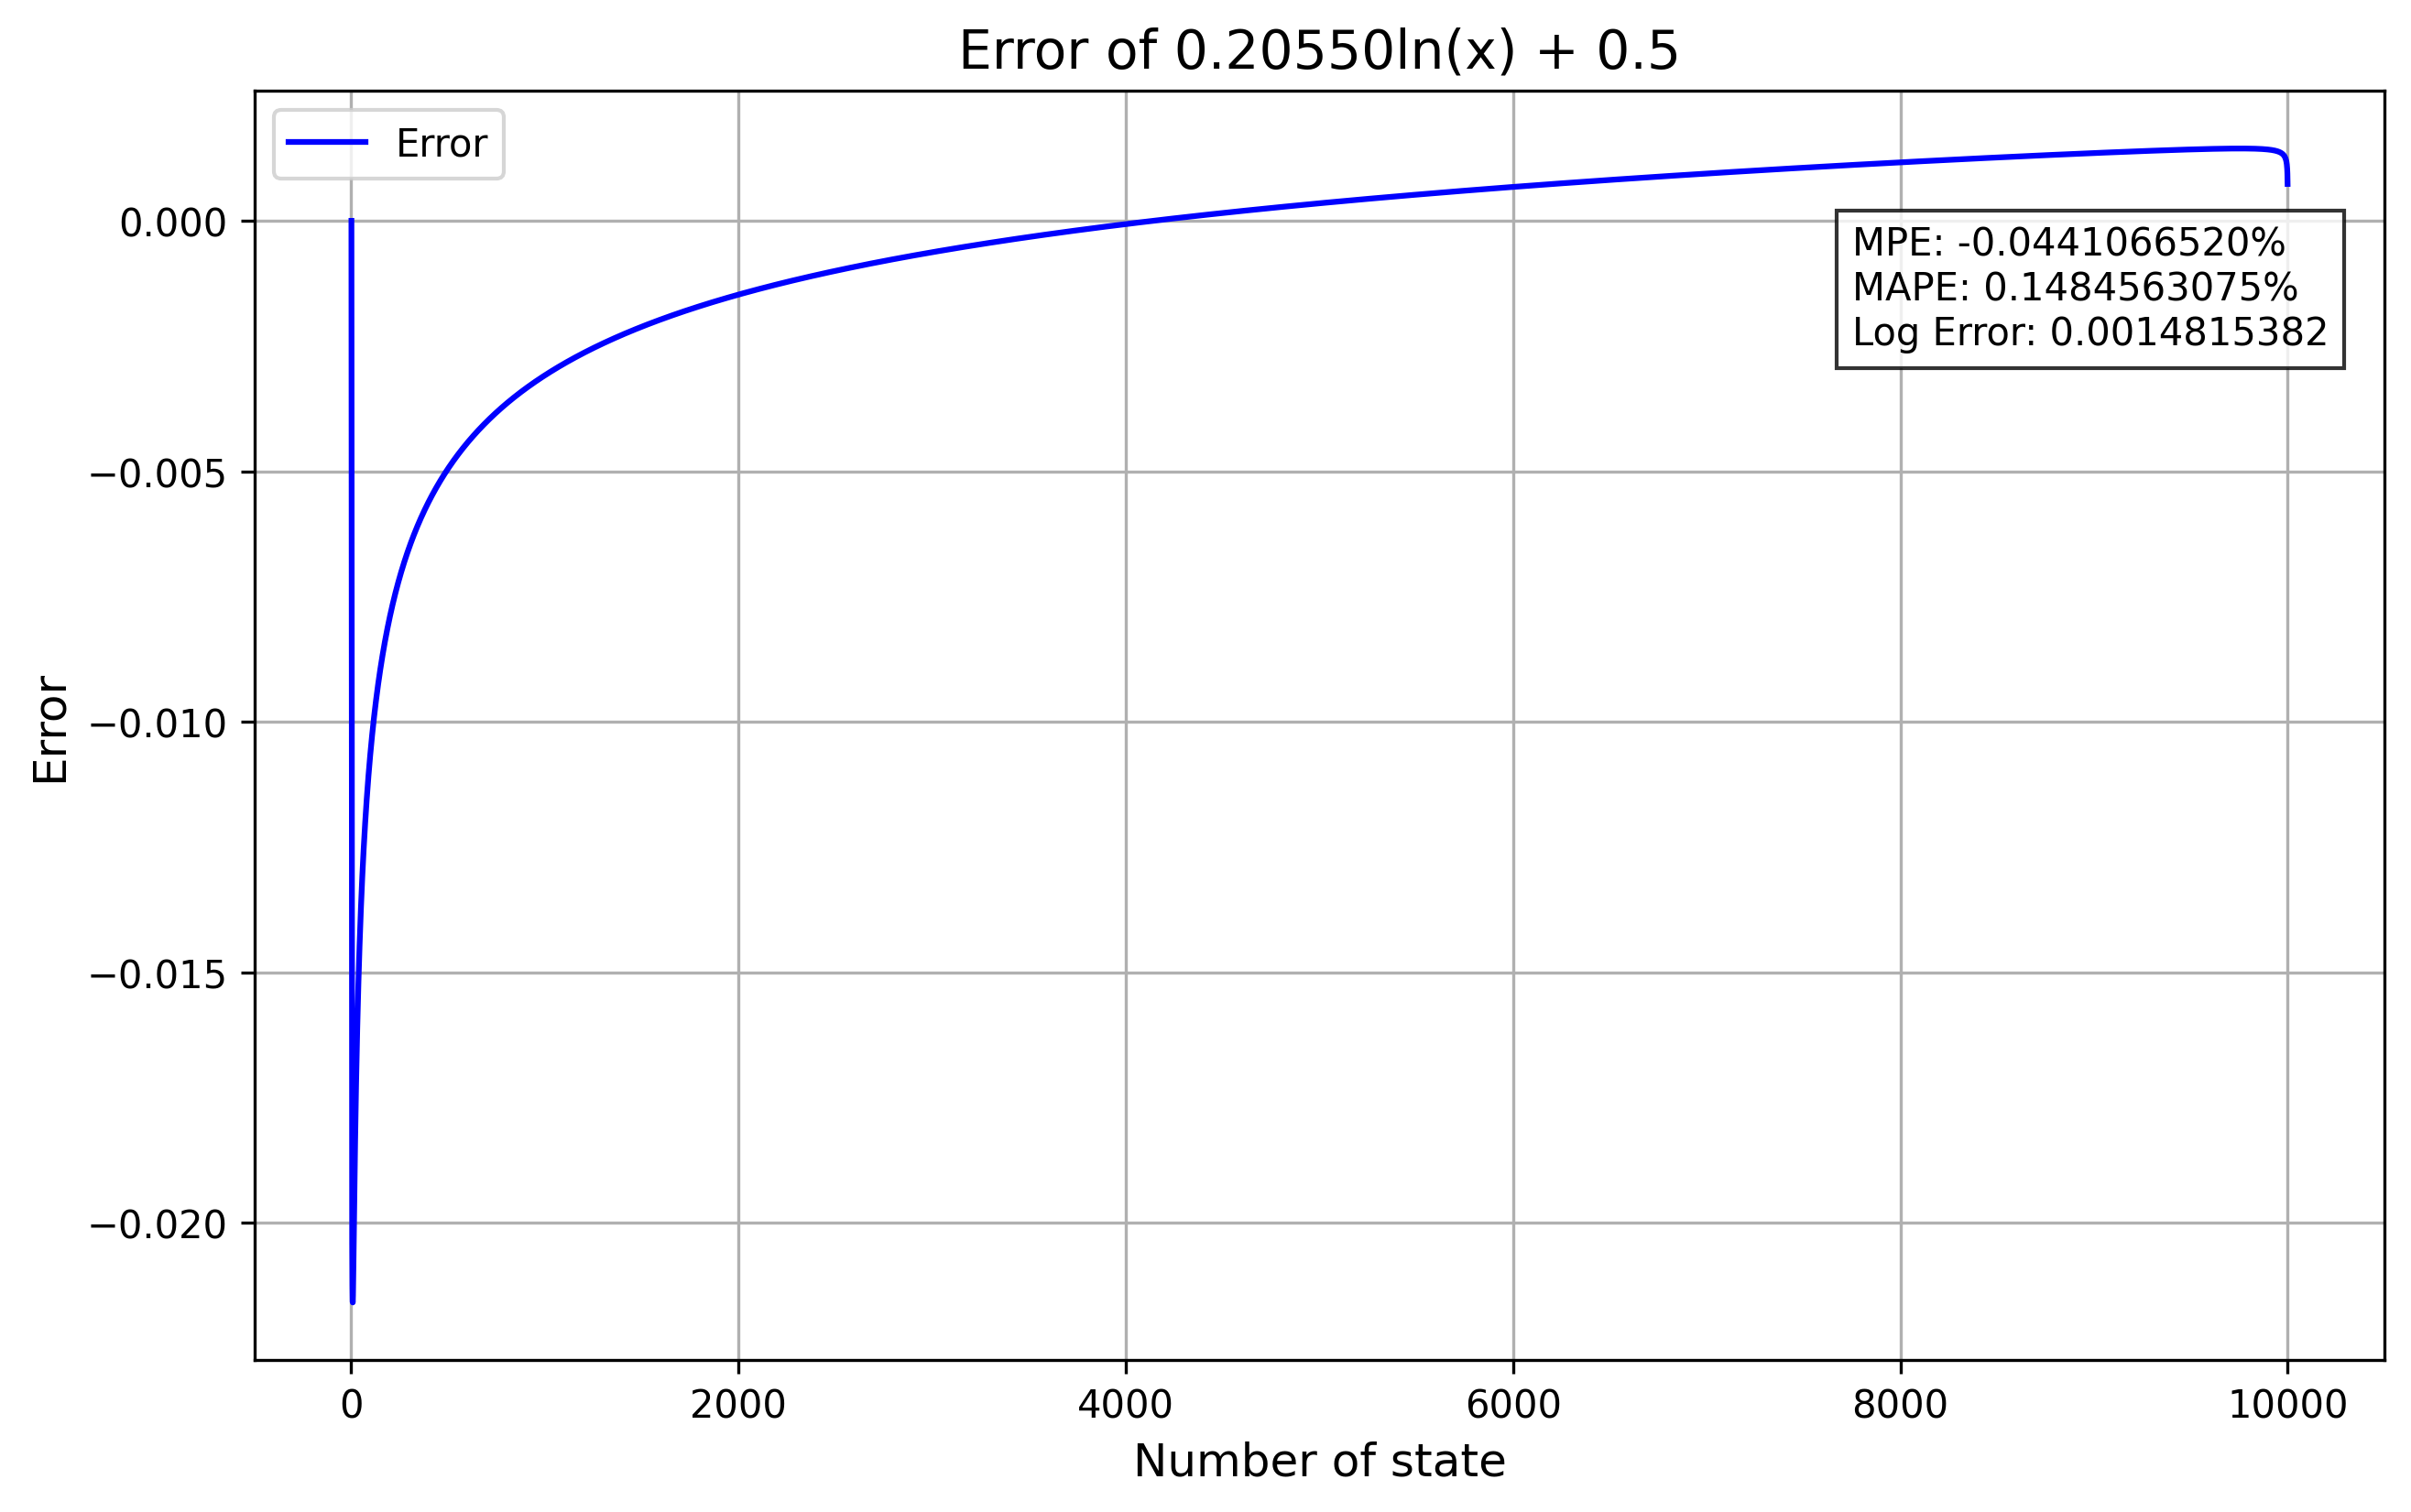 Error of 0.20550ln(x) + 0.5
Error
0.000
−0.005
−0.010
−0.015
−0.020
Error
MPE: -0.0441066520%
MAPE: 0.1484563075%
Log Error: 0.0014815382
0 2000 4000 6000 8000 10000
Number of state